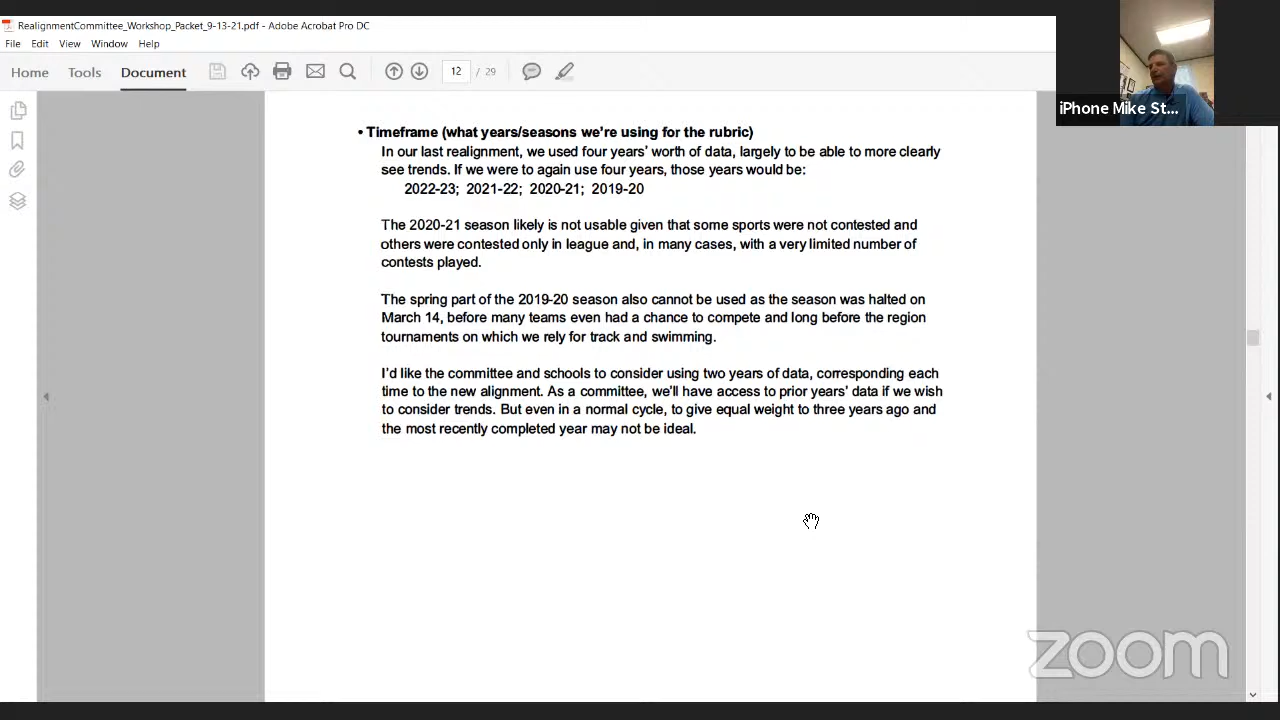 RealignmentCommittee_Workshop_Packet_9-13-21.pdf - Adobe Acrobat Pro DC
File Edit View Window Help
Home Tools Document 12 / 29
iPhone Mike St...
• Timeframe (what years/seasons we're using for the rubric)
In our last realignment, we used four years' worth of data, largely to be able to more clearly
see trends. If we were to again use four years, those years would be:
2022-23; 2021-22; 2020-21; 2019-20
The 2020-21 season likely is not usable given that some sports were not contested and
others were contested only in league and, in many cases, with a very limited number of
contests played.
The spring part of the 2019-20 season also cannot be used as the season was halted on
March 14, before many teams even had a chance to compete and long before the region
tournaments on which we rely for track and swimming.
I'd like the committee and schools to consider using two years of data, corresponding each
time to the new alignment. As a committee, we'll have access to prior years' data if we wish
to consider trends. But even in a normal cycle, to give equal weight to three years ago and
the most recently completed year may not be ideal.
zoom